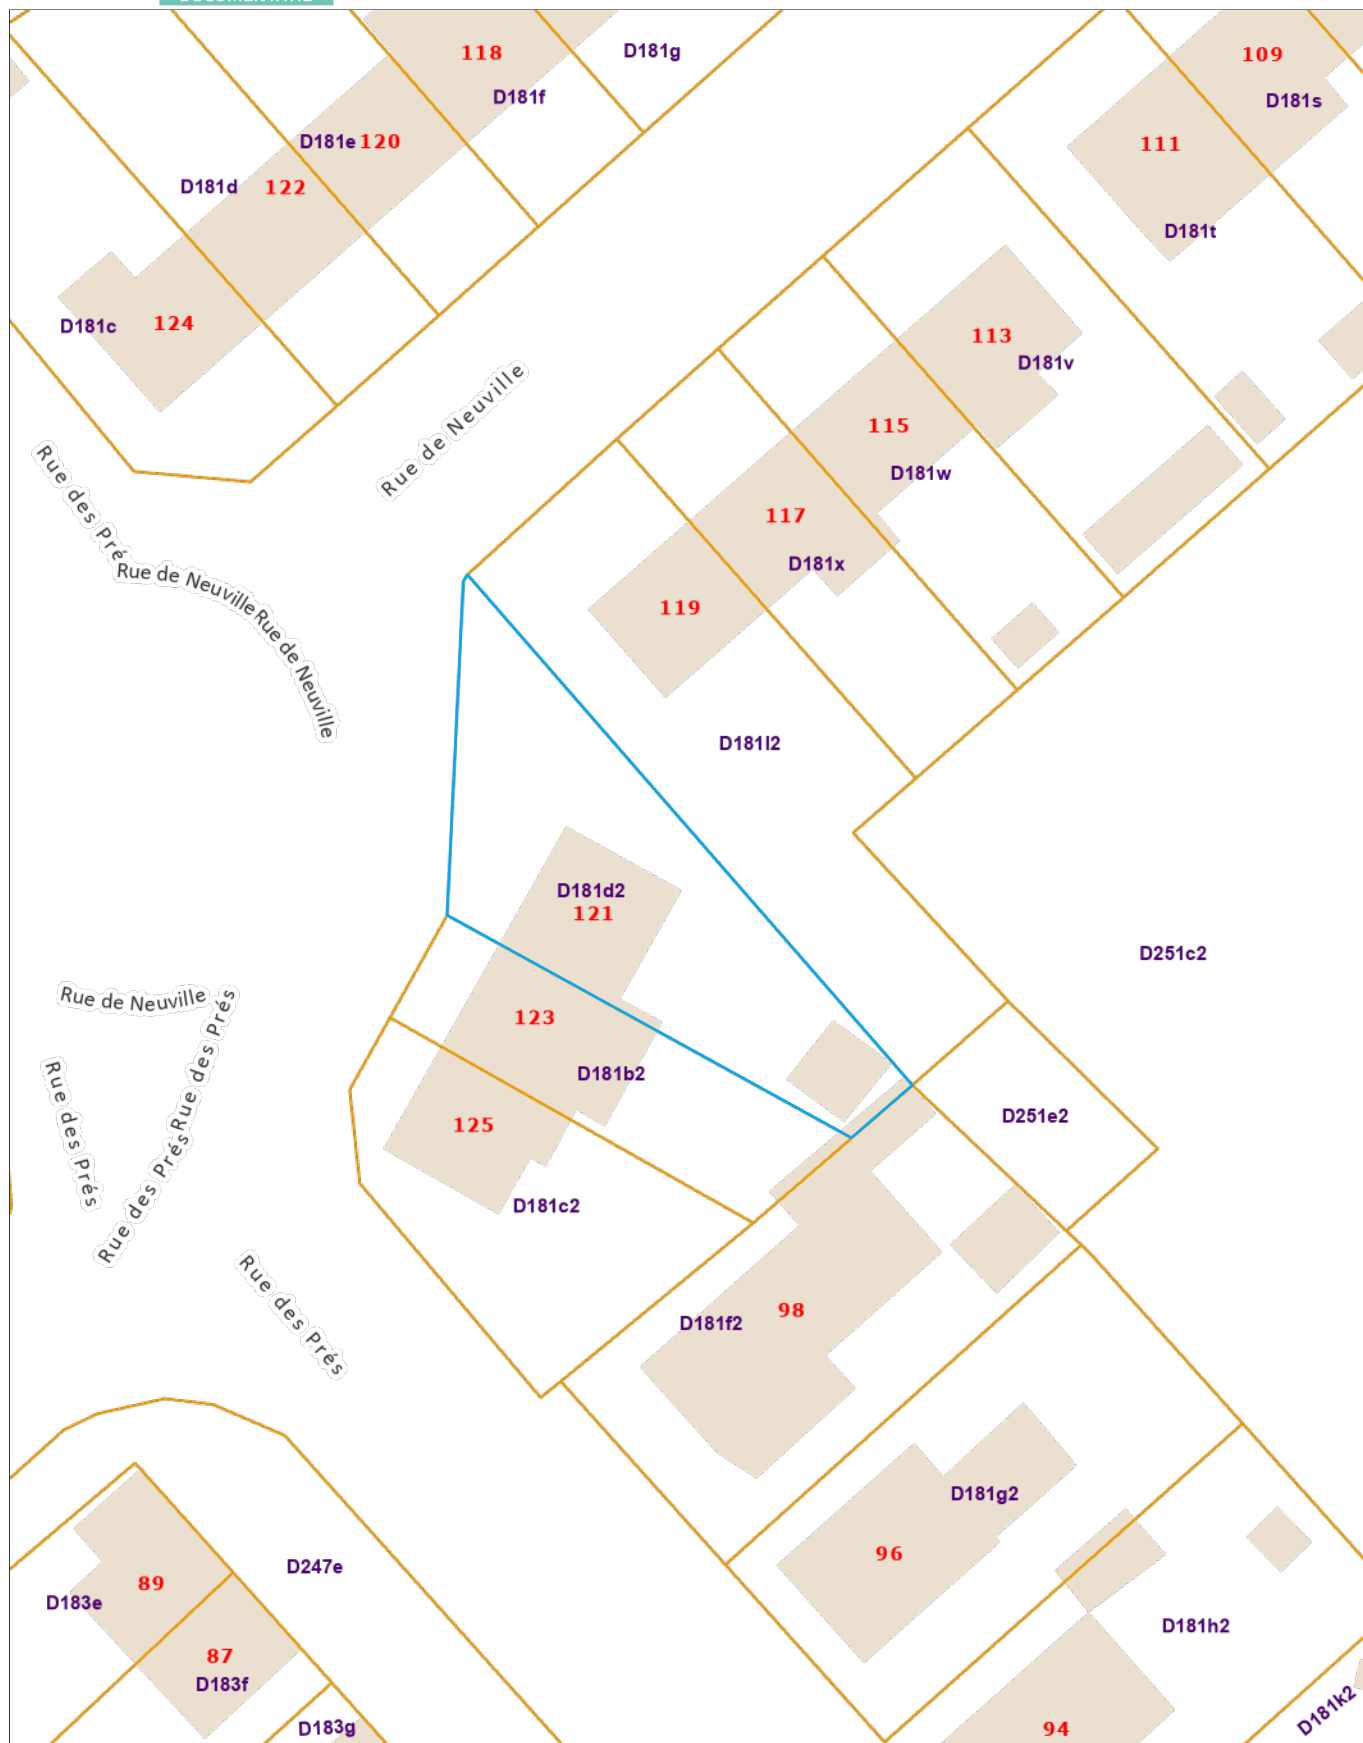 118
D181g
109
D181f
D181s
D181e
120
111
D181d
122
D181t
D181c
124
113
D181v
Rue de Neuville
115
D181w
Rue des Prés
117
Rue de Neuville
D181x
119
Rue de Neuville
D181l2
D181d2
121
D251c2
Rue de Neuville
123
D181b2
Rue des Prés
Rue des Prés
125
D251e2
Rue des Prés
D181c2
Rue des Prés
98
D181f2
D181g2
96
D247e
89
D183e
D181h2
87
D183f
D181k2
D183g
94